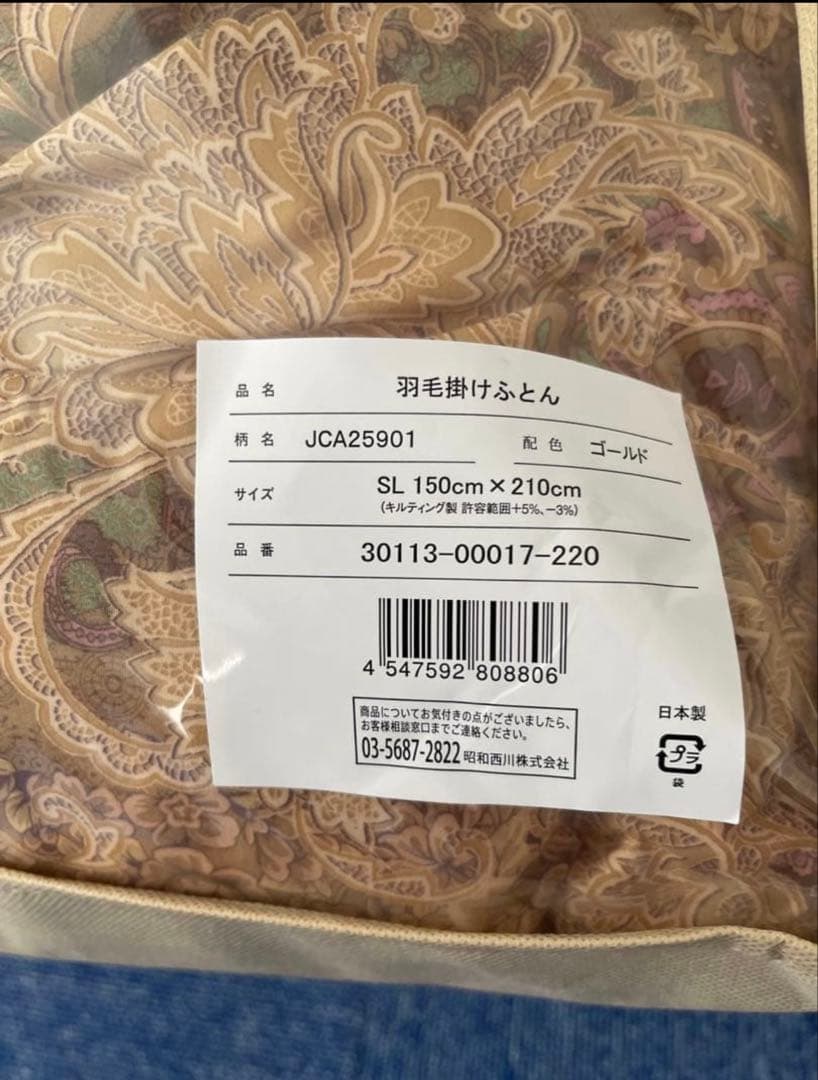 品名 羽毛掛けふとん
柄名 JCA25901 配色 ゴールド
サイズ SL 150cm×210cm
(キルティング製 許容範囲+5%、-3%)
品番 30113-00017-220
4 547592 808806
商品についてお気付きの点がございましたら、
お客様相談窓口までご連絡ください。
03-5687-2822 昭和西川株式会社
日本製
プラ
袋